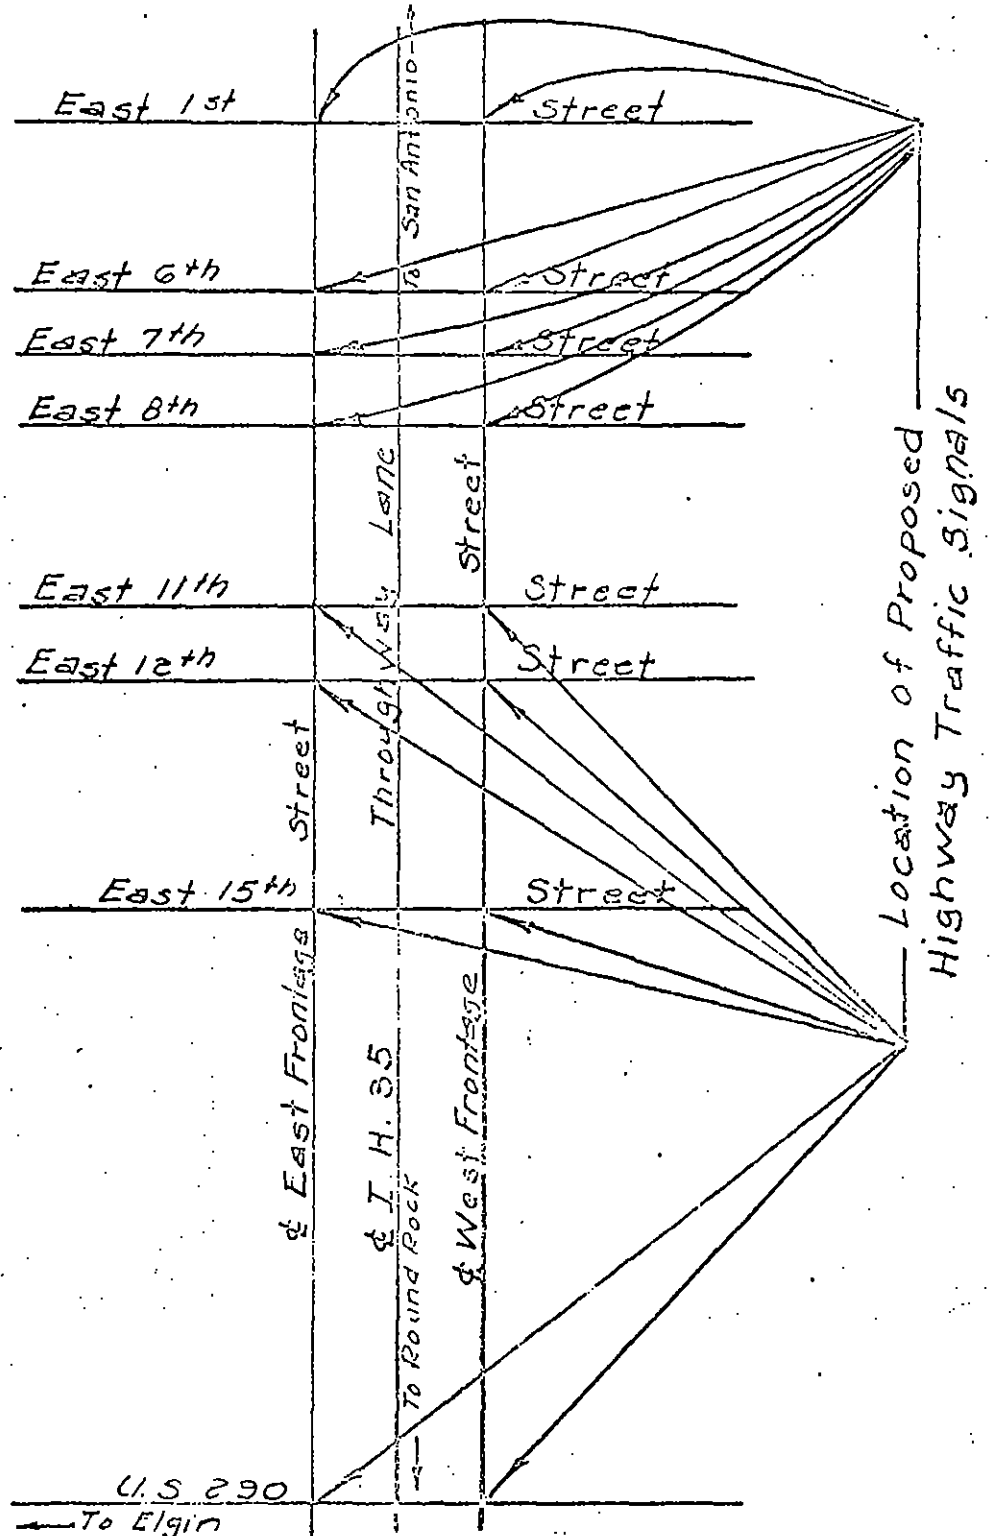 To San Antonio
East 1st Street
East 6th Street
East 7th Street
East 8th Street
East 11th Street
East 12th Street
East 15th Street
U.S 290
To Elgin
℄ East Frontage Street
℄ I. H. 35 Throughway Lane
To Round Rock
℄ West Frontage Street
Location of Proposed
Highway Traffic Signals